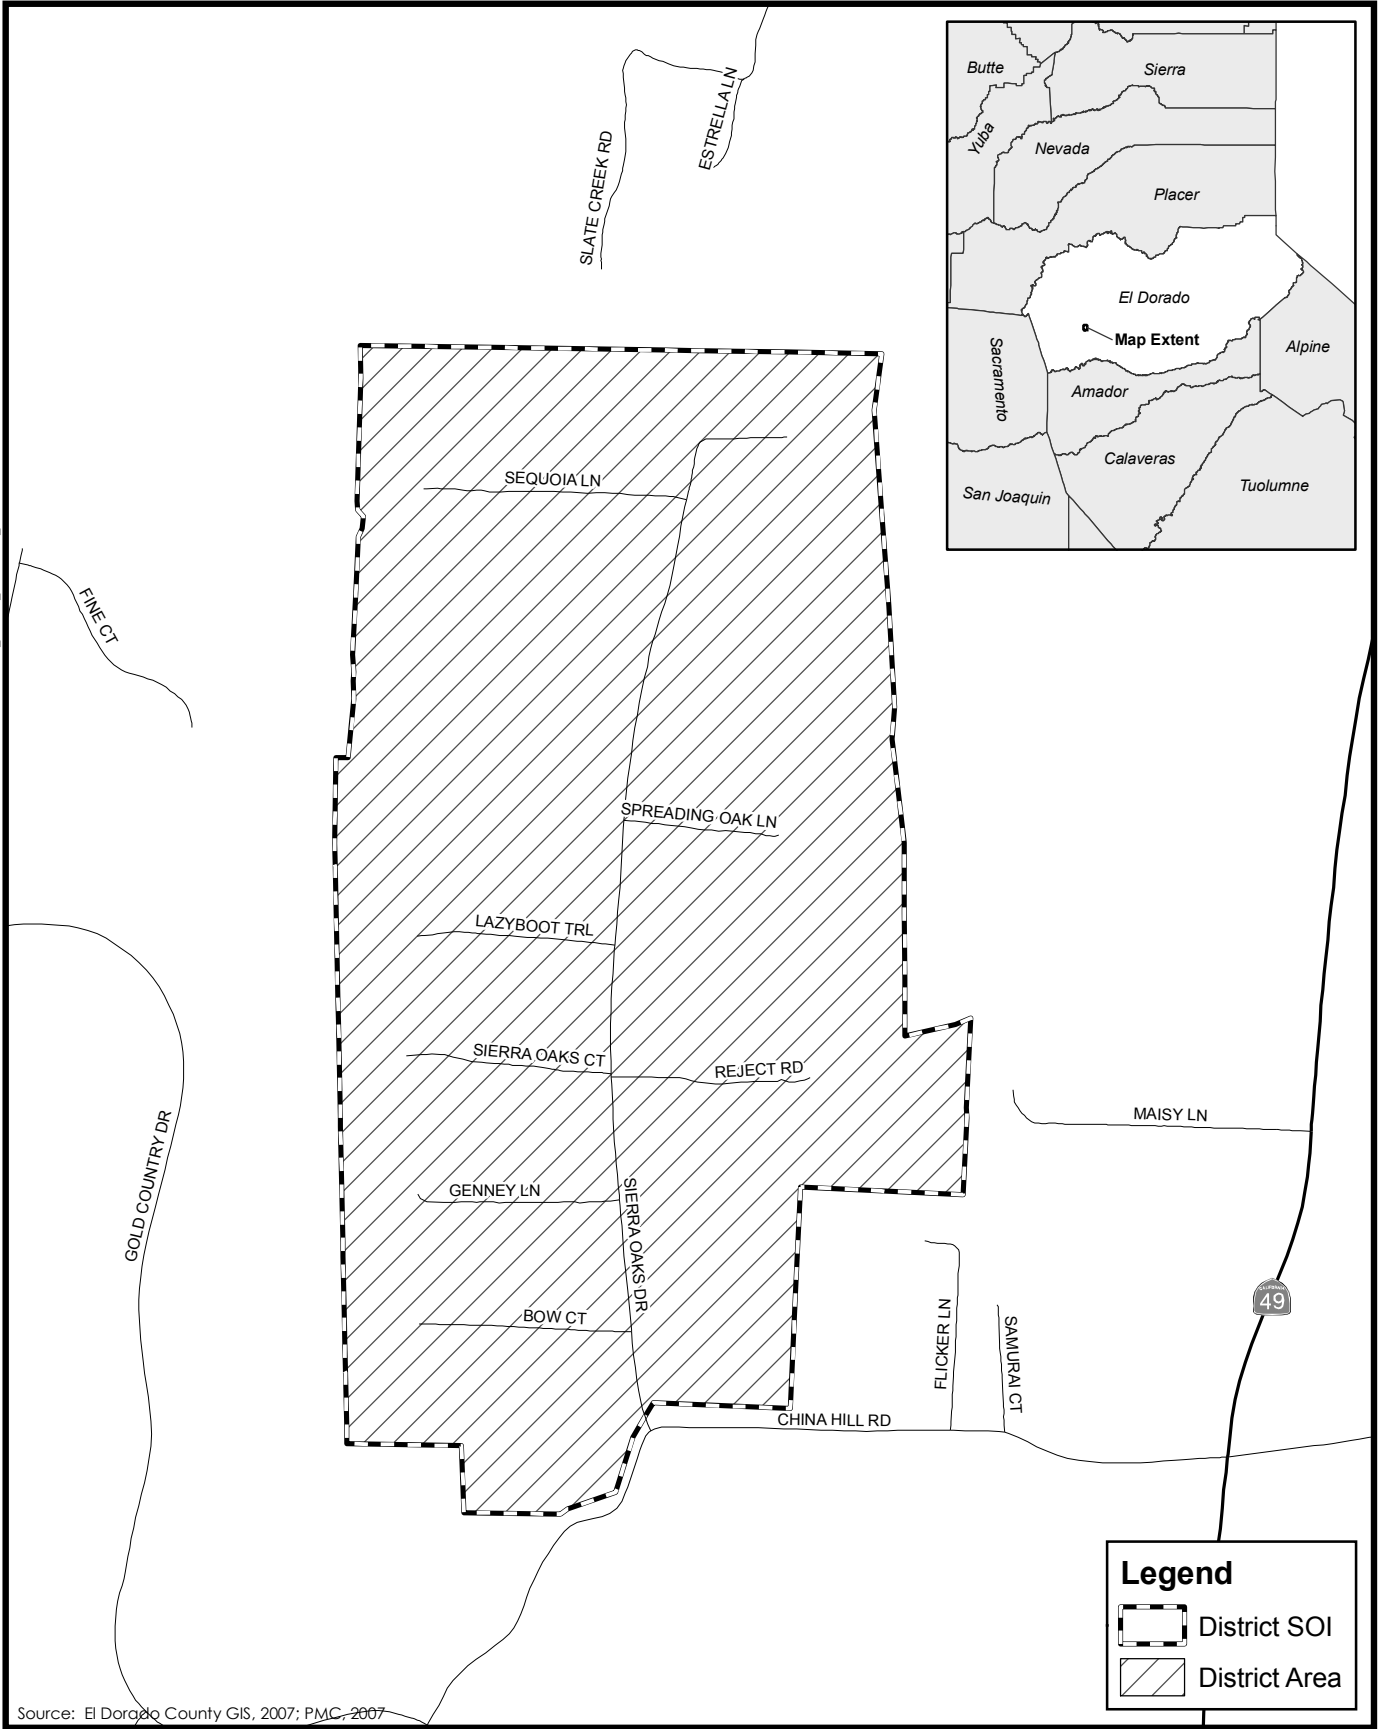 ESTRELLA LN
SLATE CREEK RD
Butte
Sierra
Yuba
Nevada
Placer
El Dorado
Map Extent
Sacramento
Alpine
Amador
Calaveras
San Joaquin
Tuolumne
SEQUOIA LN
FINE CT
SPREADING OAK LN
LAZYBOOT TRL
SIERRA OAKS CT
REJECT RD
MAISY LN
GOLD COUNTRY DR
GENNEY LN
SIERRA OAKS DR
BOW CT
FLICKER LN
SAMURAI CT
CALIFORNIA
49
CHINA HILL RD
Legend
District SOI
District Area
Source: El Dorado County GIS, 2007; PMC, 2007